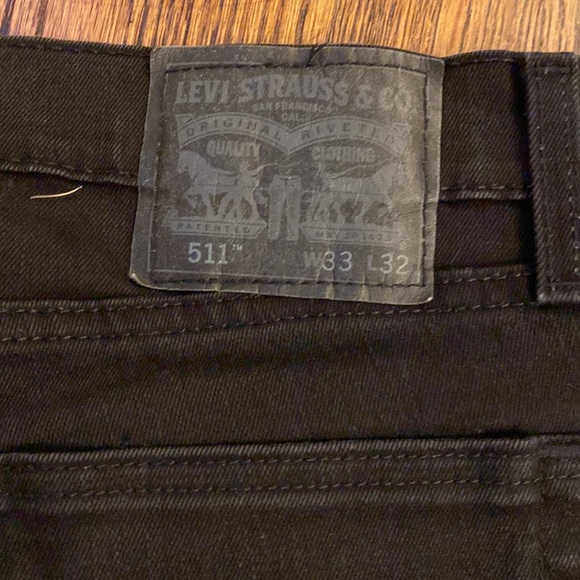 LEVI STRAUSS & CO.
SAN FRANCISCO,
CAL.
ORIGINAL RIVETED
QUALITY CLOTHING
PATENTED MAY 20 1873
511™ W33 L32